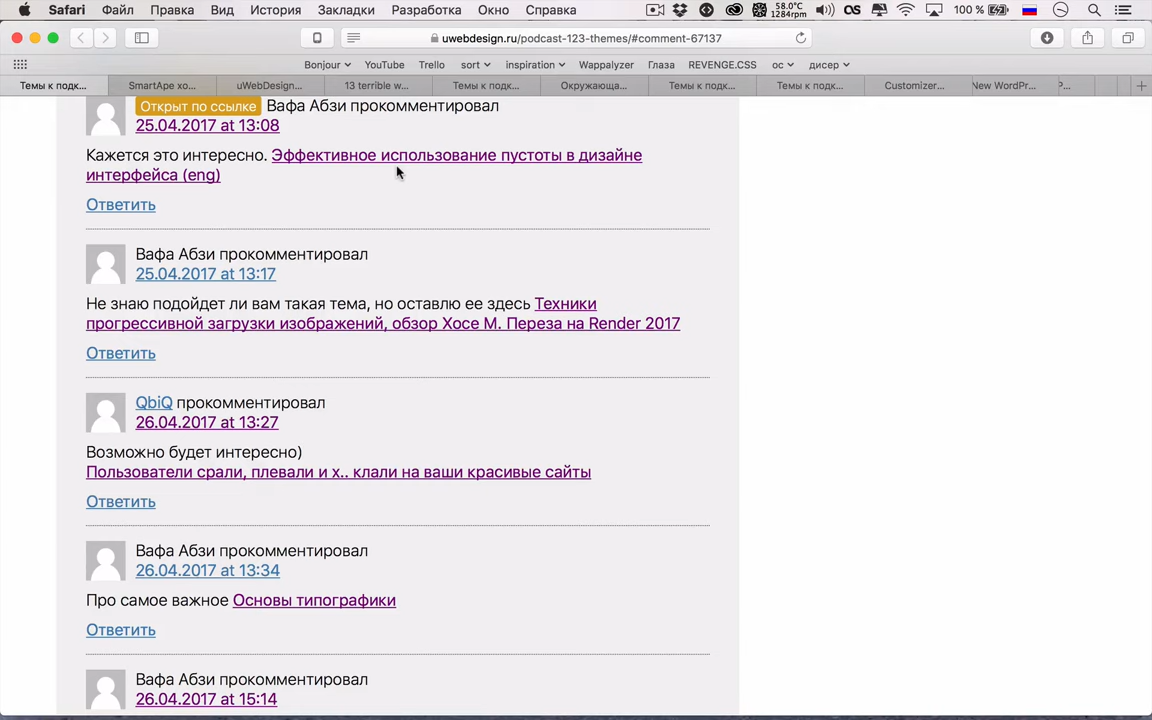 Safari Файл Правка Вид История Закладки Разработка Окно Справка 58.0°C 1284rpm 100 %
uwebdesign.ru/podcast-123-themes/#comment-67137
Bonjour YouTube Trello sort inspiration Wappalyzer Глаза REVENGE.CSS ос дисер
Темы к подк... SmartApe хо... uWebDesign... 13 terrible w... Темы к подк... Окружающа... Темы к подк... Темы к подк... Customizer... New WordPr...
Открыт по ссылке Вафа Абзи прокомментировал
25.04.2017 at 13:08
Кажется это интересно. Эффективное использование пустоты в дизайне
интерфейса (eng)
Ответить
Вафа Абзи прокомментировал
25.04.2017 at 13:17
Не знаю подойдет ли вам такая тема, но оставлю ее здесь Техники
прогрессивной загрузки изображений, обзор Хосе М. Переза на Render 2017
Ответить
QbiQ прокомментировал
26.04.2017 at 13:27
Возможно будет интересно)
Пользователи срали, плевали и х.. клали на ваши красивые сайты
Ответить
Вафа Абзи прокомментировал
26.04.2017 at 13:34
Про самое важное Основы типографики
Ответить
Вафа Абзи прокомментировал
26.04.2017 at 15:14